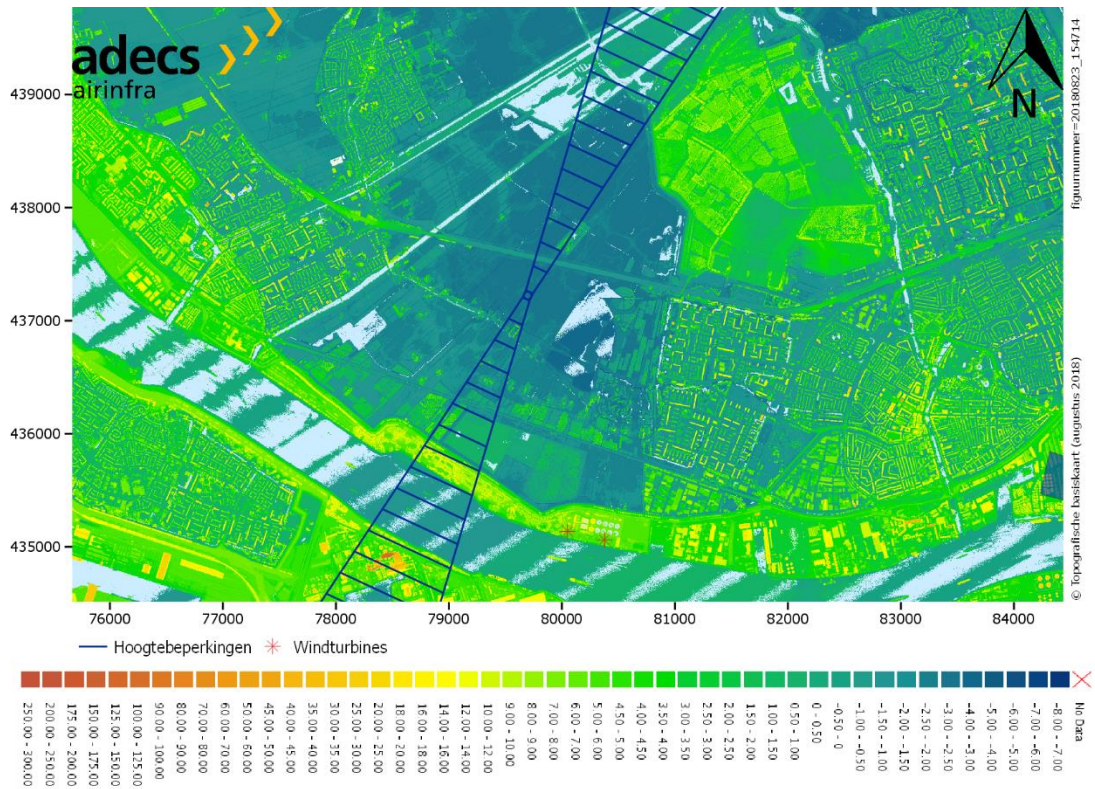 adecs
airinfra
N
439000
438000
437000
436000
435000
76000 77000 78000 79000 80000 81000 82000 83000 84000
figuurnummer=20180823_154714
© Topografische basiskaart (augustus 2018)
Hoogtebeperkingen Windturbines
250.00 - 300.00
200.00 - 250.00
175.00 - 200.00
150.00 - 175.00
125.00 - 150.00
100.00 - 125.00
90.00 - 100.00
80.00 - 90.00
70.00 - 80.00
60.00 - 70.00
50.00 - 60.00
45.00 - 50.00
40.00 - 45.00
35.00 - 40.00
30.00 - 35.00
25.00 - 30.00
20.00 - 25.00
18.00 - 20.00
16.00 - 18.00
14.00 - 16.00
12.00 - 14.00
10.00 - 12.00
9.00 - 10.00
8.00 - 9.00
7.00 - 8.00
6.00 - 7.00
5.00 - 6.00
4.50 - 5.00
4.00 - 4.50
3.50 - 4.00
3.00 - 3.50
2.50 - 3.00
2.00 - 2.50
1.50 - 2.00
1.00 - 1.50
0.50 - 1.00
0 - 0.50
-0.50 - 0
-1.00 - -0.50
-1.50 - -1.00
-2.00 - -1.50
-2.50 - -2.00
-3.00 - -2.50
-4.00 - -3.00
-5.00 - -4.00
-6.00 - -5.00
-7.00 - -6.00
-8.00 - -7.00
No Data